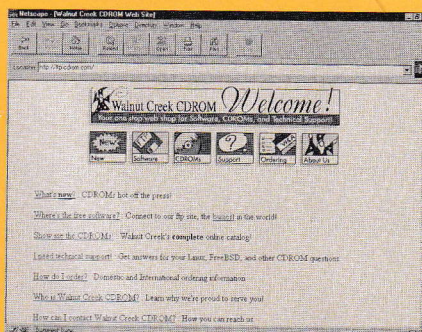 Netscape - [Walnut Creek CDROM Web Site]
File Edit View Go Bookmarks Options Directory Window Help
Back Home Reload Open Print Find
Location: http://ftp.cdrom.com/
Walnut Creek CDROM Welcome!
Your one stop web shop for Software, CDROMs, and Technical Support!
New Software CDROMs Support Ordering About Us
What's new? CDROMs hot off the press!
Where's the free software? Connect to our ftp site, the busiest in the world!
Show me the CDROMs. Walnut Creek's complete online catalog!
I need technical support! Get answers for your Linux, FreeBSD, and other CDROM questions
How do I order? Domestic and International ordering information
Who is Walnut Creek CDROM? Learn why we're proud to serve you!
How can I contact Walnut Creek CDROM? How you can reach us